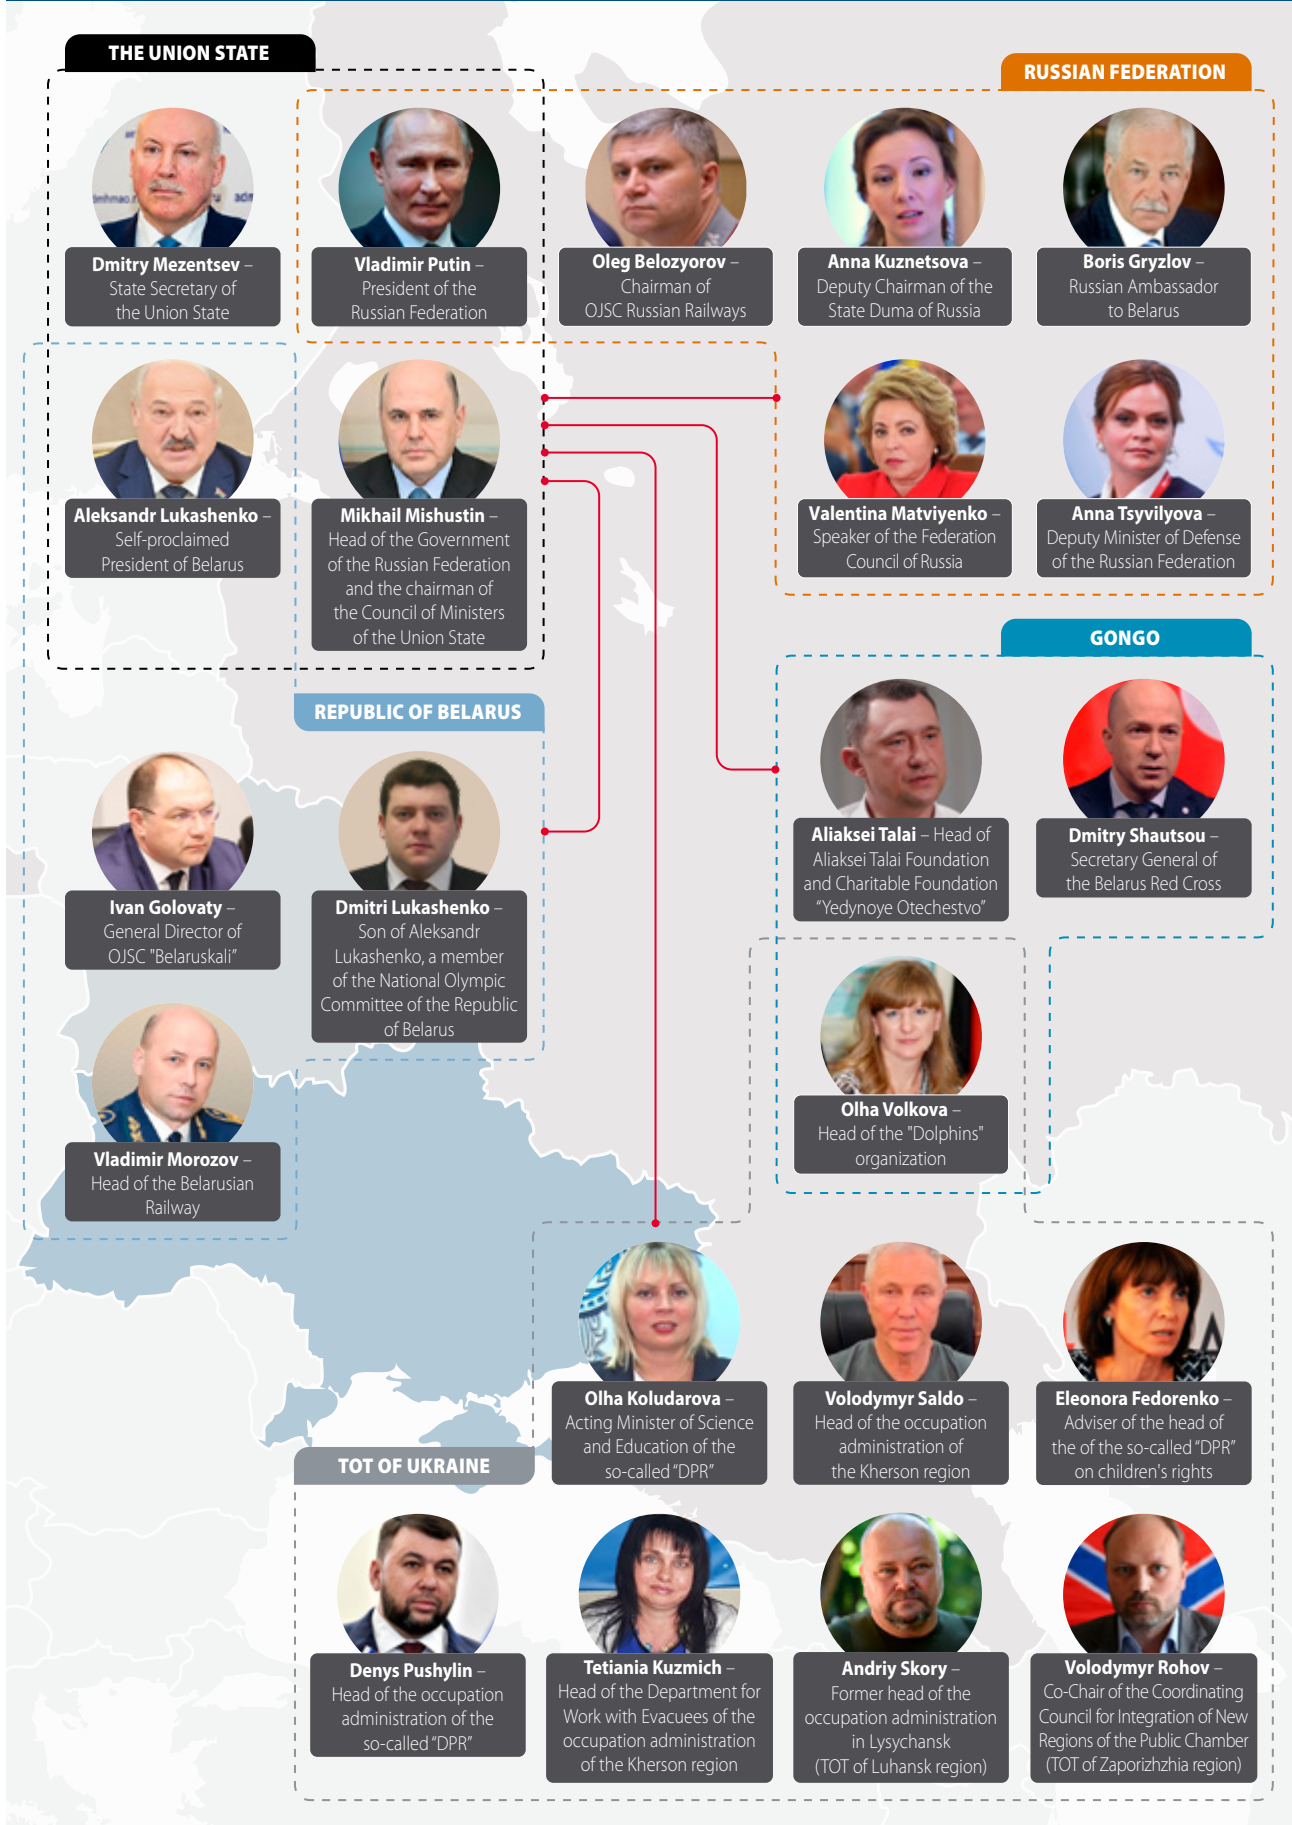 THE UNION STATE
RUSSIAN FEDERATION
Dmitry Mezentsev –
State Secretary of
the Union State
Vladimir Putin –
President of the
Russian Federation
Oleg Belozyorov –
Chairman of
OJSC Russian Railways
Anna Kuznetsova –
Deputy Chairman of the
State Duma of Russia
Boris Gryzlov –
Russian Ambassador
to Belarus
Aleksandr Lukashenko –
Self-proclaimed
President of Belarus
Mikhail Mishustin –
Head of the Government
of the Russian Federation
and the chairman of
the Council of Ministers
of the Union State
Valentina Matviyenko –
Speaker of the Federation
Council of Russia
Anna Tsyvilyova –
Deputy Minister of Defense
of the Russian Federation
GONGO
REPUBLIC OF BELARUS
Aliaksei Talai – Head of
Aliaksei Talai Foundation
and Charitable Foundation
“Yedynoye Otechestvo”
Dmitry Shautsou –
Secretary General of
the Belarus Red Cross
Ivan Golovaty –
General Director of
OJSC "Belaruskali”
Dmitri Lukashenko –
Son of Aleksandr
Lukashenko, a member
of the National Olympic
Committee of the Republic
of Belarus
Olha Volkova –
Head of the "Dolphins"
organization
Vladimir Morozov –
Head of the Belarusian
Railway
Olha Koludarova –
Acting Minister of Science
and Education of the
so-called “DPR”
Volodymyr Saldo –
Head of the occupation
administration of
the Kherson region
Eleonora Fedorenko –
Adviser of the head of
the of the so-called “DPR”
on children's rights
TOT OF UKRAINE
Denys Pushylin –
Head of the occupation
administration of the
so-called “DPR”
Tetiania Kuzmich –
Head of the Department for
Work with Evacuees of the
occupation administration
of the Kherson region
Andriy Skory –
Former head of the
occupation administration
in Lysychansk
(TOT of Luhansk region)
Volodymyr Rohov –
Co-Chair of the Coordinating
Council for Integration of New
Regions of the Public Chamber
(TOT of Zaporizhzhia region)